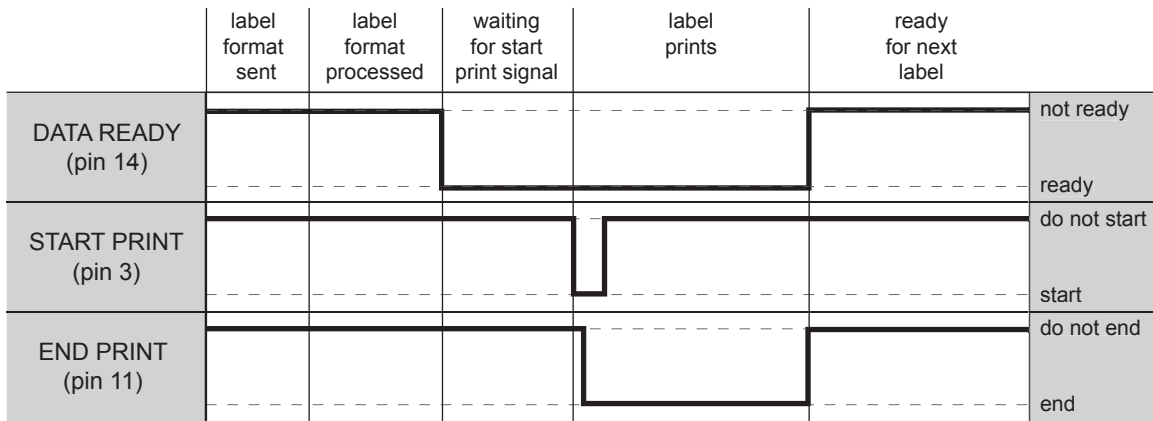 label
format
sent
label
format
processed
waiting
for start
print signal
label
prints
ready
for next
label
DATA READY
(pin 14)
not ready
ready
START PRINT
(pin 3)
do not start
start
END PRINT
(pin 11)
do not end
end